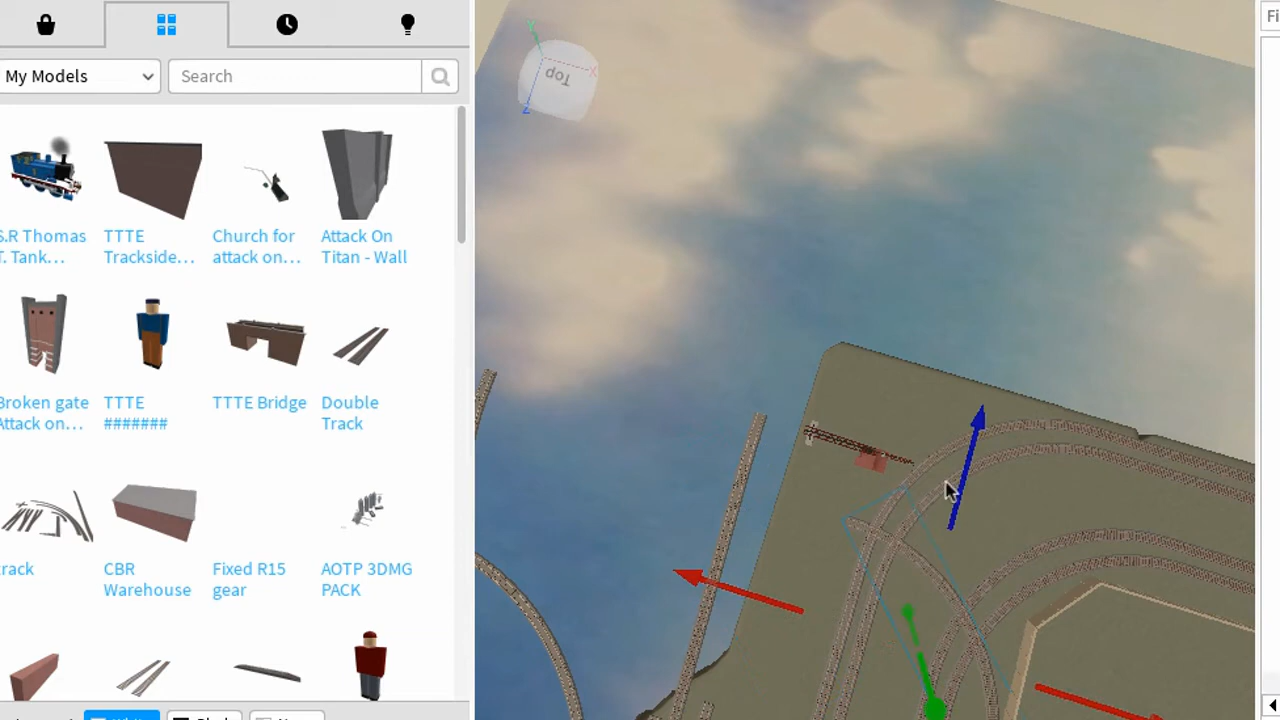 My Models
Search
Fi
S.R Thomas
T. Tank...
TTTE
Trackside...
Church for
attack on...
Attack On
Titan - Wall
Broken gate
Attack on...
TTTE
#######
TTTE Bridge
Double
Track
rack
CBR
Warehouse
Fixed R15
gear
AOTP 3DMG
PACK
Top
Y
X
Z